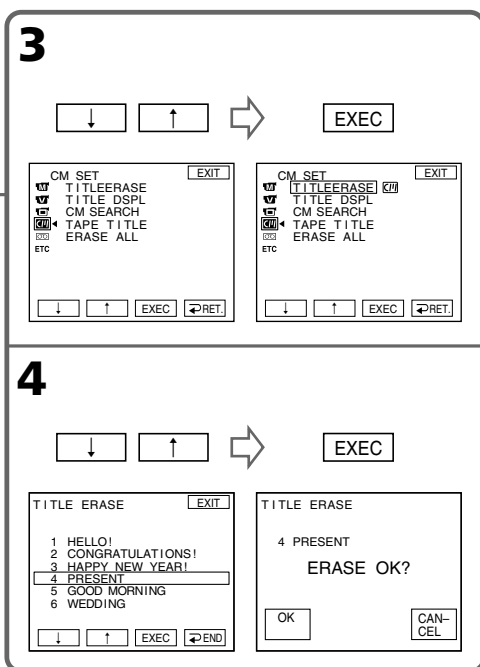 3
↓ ↑ EXEC
CM SET EXIT
TITLEERASE
TITLE DSPL
CM SEARCH
TAPE TITLE
ERASE ALL
ETC
↓ ↑ EXEC RET.
CM SET EXIT
TITLEERASE
TITLE DSPL
CM SEARCH
TAPE TITLE
ERASE ALL
ETC
↓ ↑ EXEC RET.
4
↓ ↑ EXEC
TITLE ERASE EXIT
1 HELLO!
2 CONGRATULATIONS!
3 HAPPY NEW YEAR!
4 PRESENT
5 GOOD MORNING
6 WEDDING
↓ ↑ EXEC END
TITLE ERASE
4 PRESENT
ERASE OK?
OK CAN–
CEL